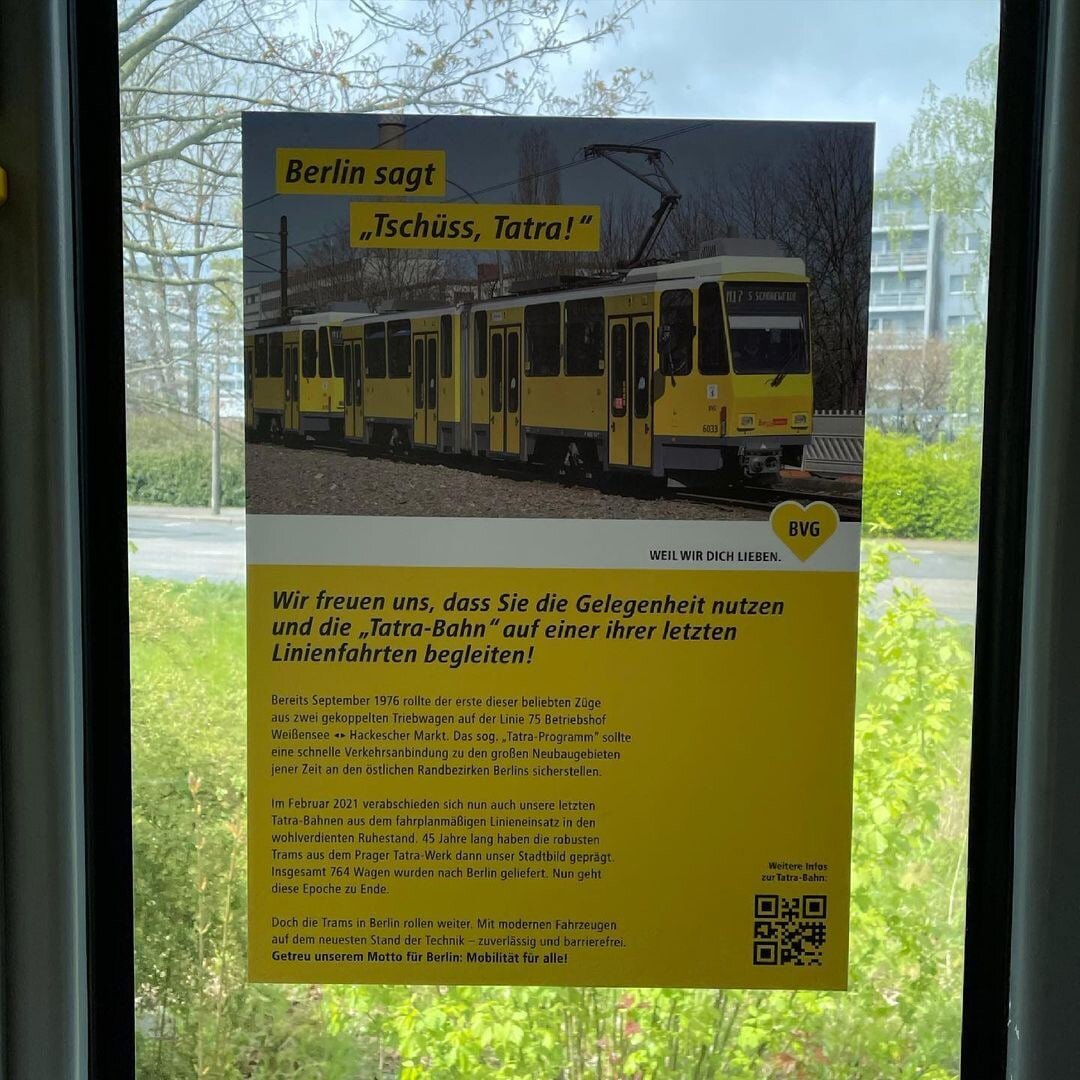 Berlin sagt
„Tschüss, Tatra!“
M17 S SCHÖNEWEIDE
6033
BVG
WEIL WIR DICH LIEBEN.
Wir freuen uns, dass Sie die Gelegenheit nutzen
und die „Tatra-Bahn“ auf einer ihrer letzten
Linienfahrten begleiten!
Bereits September 1976 rollte der erste dieser beliebten Züge
aus zwei gekoppelten Triebwagen auf der Linie 75 Betriebshof
Weißensee ◂▸ Hackescher Markt. Das sog. „Tatra-Programm“ sollte
eine schnelle Verkehrsanbindung zu den großen Neubaugebieten
jener Zeit an den östlichen Randbezirken Berlins sicherstellen.
Im Februar 2021 verabschieden sich nun auch unsere letzten
Tatra-Bahnen aus dem fahrplanmäßigen Linieneinsatz in den
wohlverdienten Ruhestand. 45 Jahre lang haben die robusten
Trams aus dem Prager Tatra-Werk dann unser Stadtbild geprägt.
Insgesamt 764 Wagen wurden nach Berlin geliefert. Nun geht
diese Epoche zu Ende.
Weitere Infos
zur Tatra-Bahn:
Doch die Trams in Berlin rollen weiter. Mit modernen Fahrzeugen
auf dem neuesten Stand der Technik – zuverlässig und barrierefrei.
Getreu unserem Motto für Berlin: Mobilität für alle!